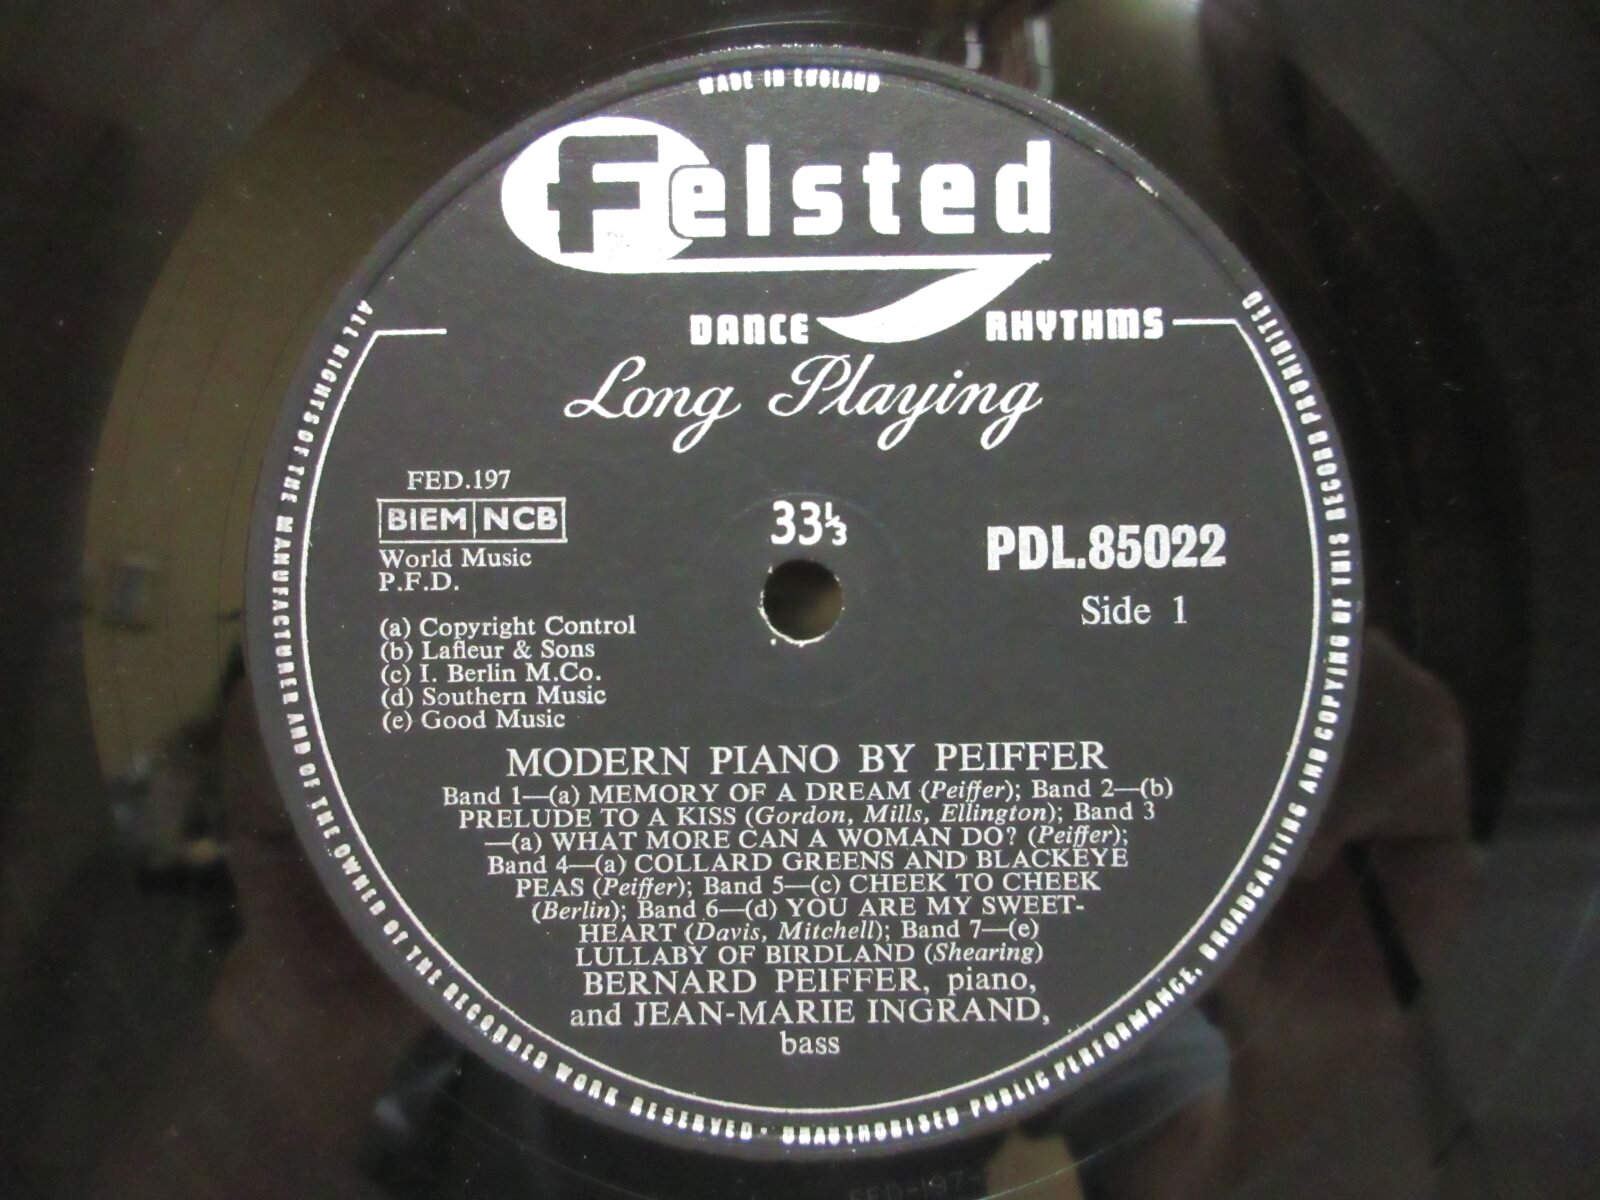 MADE IN ENGLAND
Felsted
DANCE RHYTHMS
Long Playing
FED.197
BIEM NCB
World Music
P.F.D.
33⅓
PDL.85022
Side 1
(a) Copyright Control
(b) Lafleur & Sons
(c) I. Berlin M.Co.
(d) Southern Music
(e) Good Music
MODERN PIANO BY PEIFFER
Band 1—(a) MEMORY OF A DREAM (Peiffer); Band 2—(b)
PRELUDE TO A KISS (Gordon, Mills, Ellington); Band 3
—(a) WHAT MORE CAN A WOMAN DO? (Peiffer);
Band 4—(a) COLLARD GREENS AND BLACKEYE
PEAS (Peiffer); Band 5—(c) CHEEK TO CHEEK
(Berlin); Band 6—(d) YOU ARE MY SWEET-
HEART (Davis, Mitchell); Band 7—(e)
LULLABY OF BIRDLAND (Shearing)
BERNARD PEIFFER, piano,
and JEAN-MARIE INGRAND,
bass
ALL RIGHTS OF THE MANUFACTURER AND OF THE OWNER OF THE RECORDED WORK RESERVED · UNAUTHORISED PUBLIC PERFORMANCE, BROADCASTING AND COPYING OF THIS RECORD PROHIBITED
FED-197-